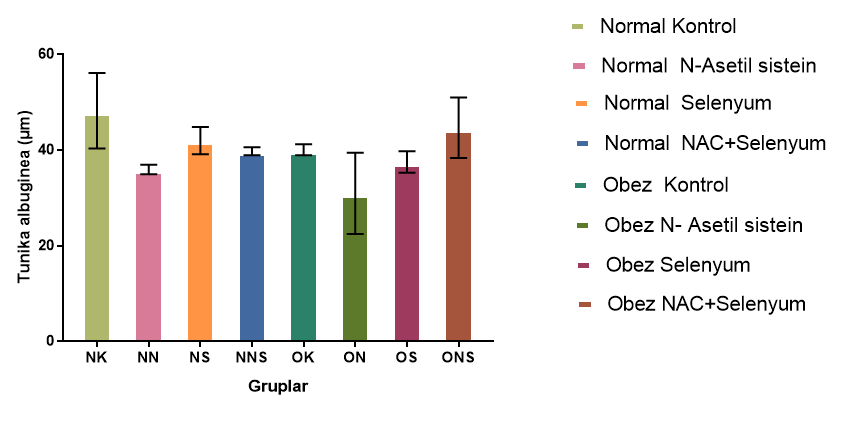 Tunika albuginea (µm)
60
40
20
0
NK NN NS NNS OK ON OS ONS
Gruplar
Normal Kontrol
Normal N-Asetil sistein
Normal Selenyum
Normal NAC+Selenyum
Obez Kontrol
Obez N- Asetil sistein
Obez Selenyum
Obez NAC+Selenyum